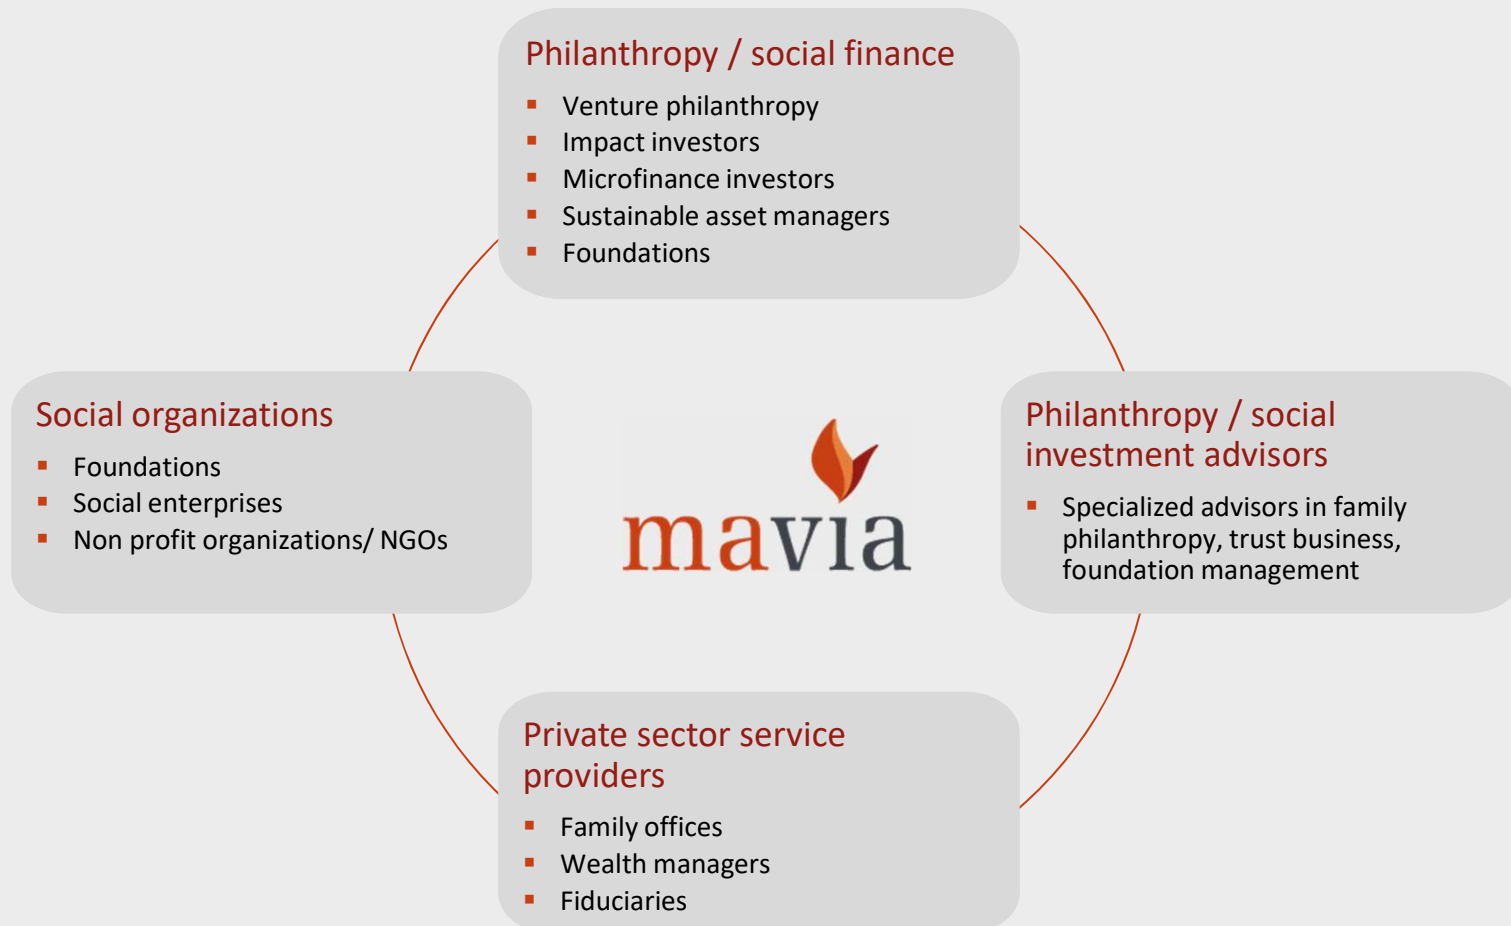 Philanthropy / social finance
▪ Venture philanthropy
▪ Impact investors
▪ Microfinance investors
▪ Sustainable asset managers
▪ Foundations
Social organizations
▪ Foundations
▪ Social enterprises
▪ Non profit organizations/ NGOs
mavia
Philanthropy / social
investment advisors
▪ Specialized advisors in family
philanthropy, trust business,
foundation management
Private sector service
providers
▪ Family offices
▪ Wealth managers
▪ Fiduciaries